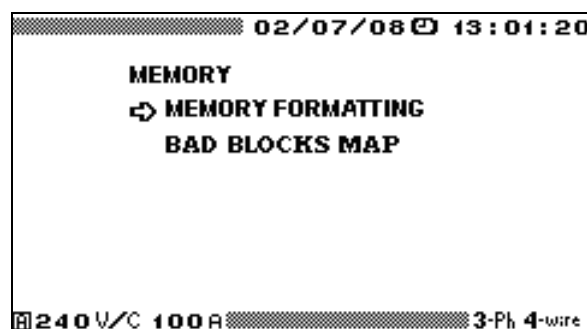 02/07/08 13:01:20
MEMORY
MEMORY FORMATTING
BAD BLOCKS MAP
A 240V/C 100A 3-Ph 4-wire